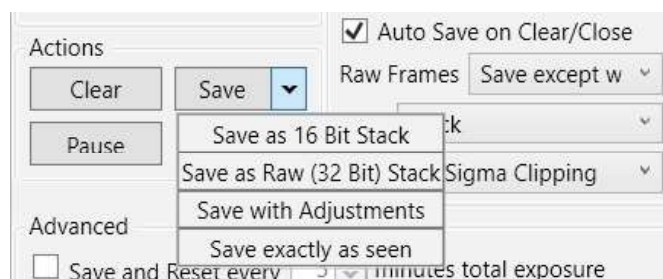 Actions
Auto Save on Clear/Close
Clear Save
Raw Frames Save except w
Pause
Save as 16 Bit Stack
Save as Raw (32 Bit) Stack Sigma Clipping
Save with Adjustments
Advanced
Save exactly as seen
Save and Reset every 5 minutes total exposure